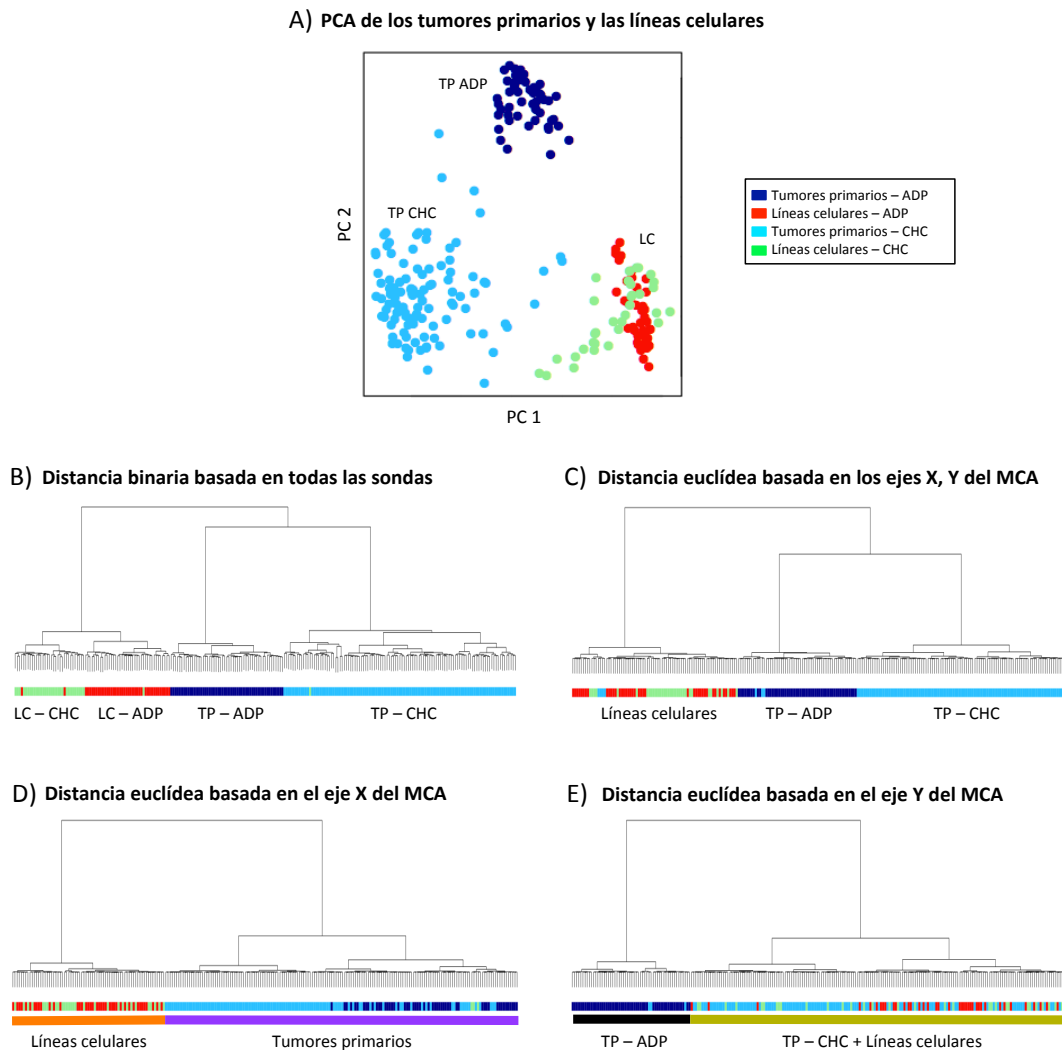 A) PCA de los tumores primarios y las líneas celulares
TP ADP
TP CHC
LC
PC 2
PC 1
Tumores primarios – ADP
Líneas celulares – ADP
Tumores primarios – CHC
Líneas celulares – CHC
B) Distancia binaria basada en todas las sondas
LC – CHC
LC – ADP
TP – ADP
TP – CHC
C) Distancia euclídea basada en los ejes X, Y del MCA
Líneas celulares
TP – ADP
TP – CHC
D) Distancia euclídea basada en el eje X del MCA
Líneas celulares
Tumores primarios
E) Distancia euclídea basada en el eje Y del MCA
TP – ADP
TP – CHC + Líneas celulares